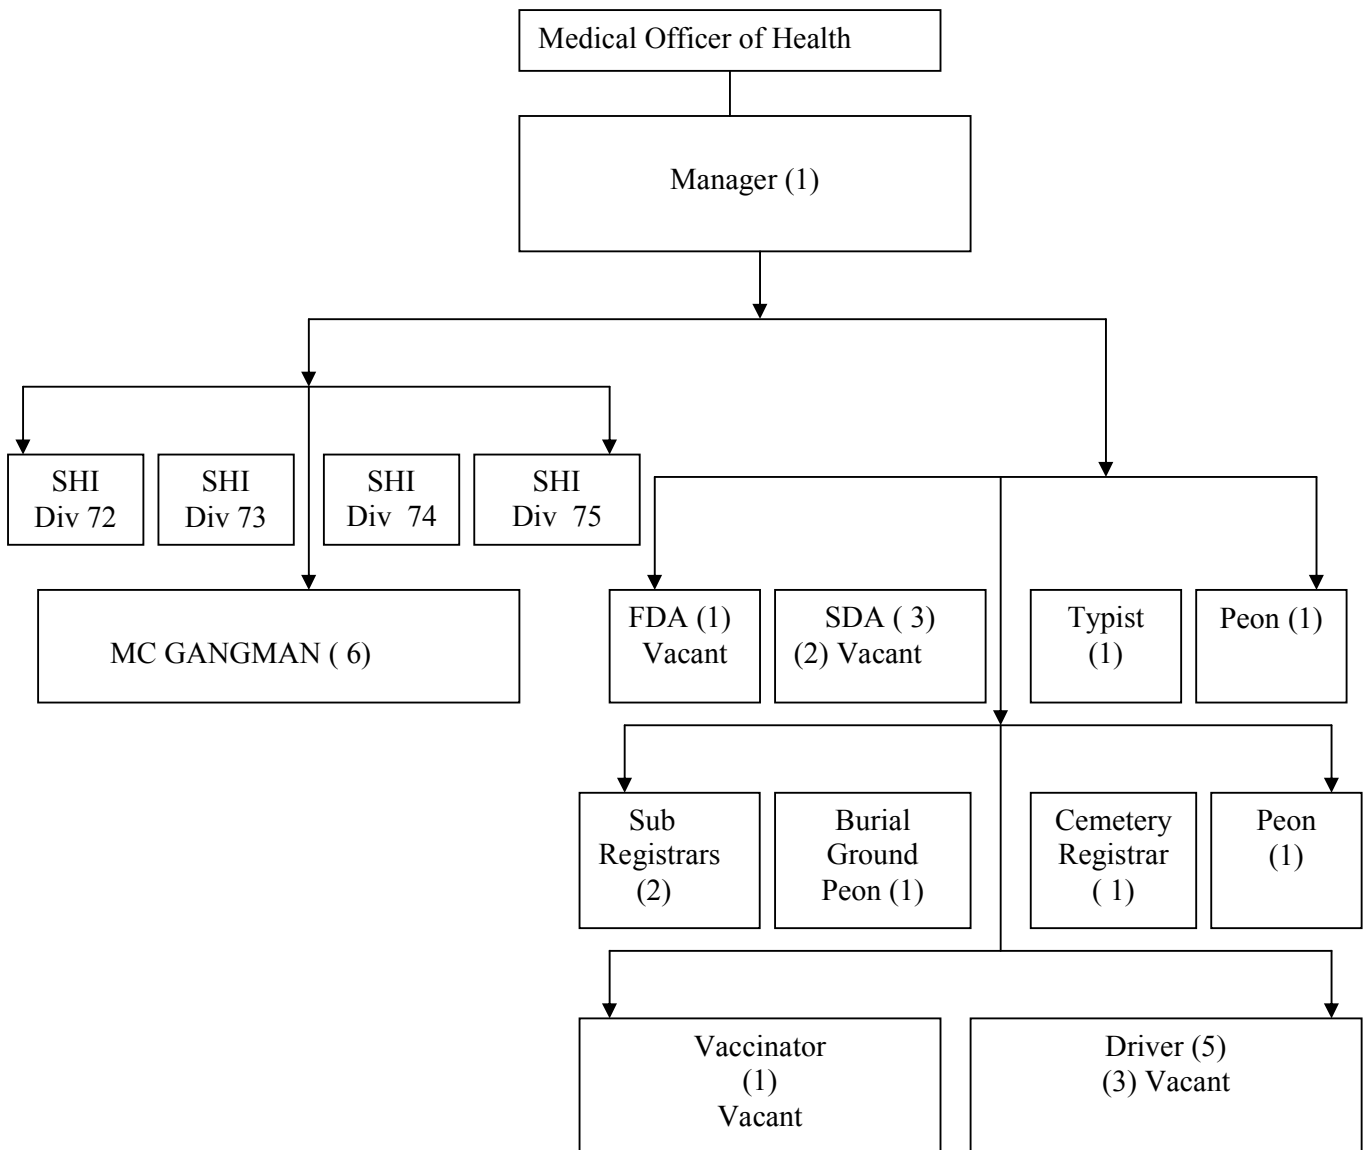 Medical Officer of Health
Manager (1)
SHI
Div 72
SHI
Div 73
SHI
Div  74
SHI
Div  75
MC GANGMAN ( 6)
FDA (1)
Vacant
SDA ( 3)
(2) Vacant
Typist
(1)
Peon (1)
Sub
Registrars
(2)
Burial
Ground
Peon (1)
Cemetery
Registrar
( 1)
Peon
(1)
Vaccinator
(1)
Vacant
Driver (5)
(3) Vacant